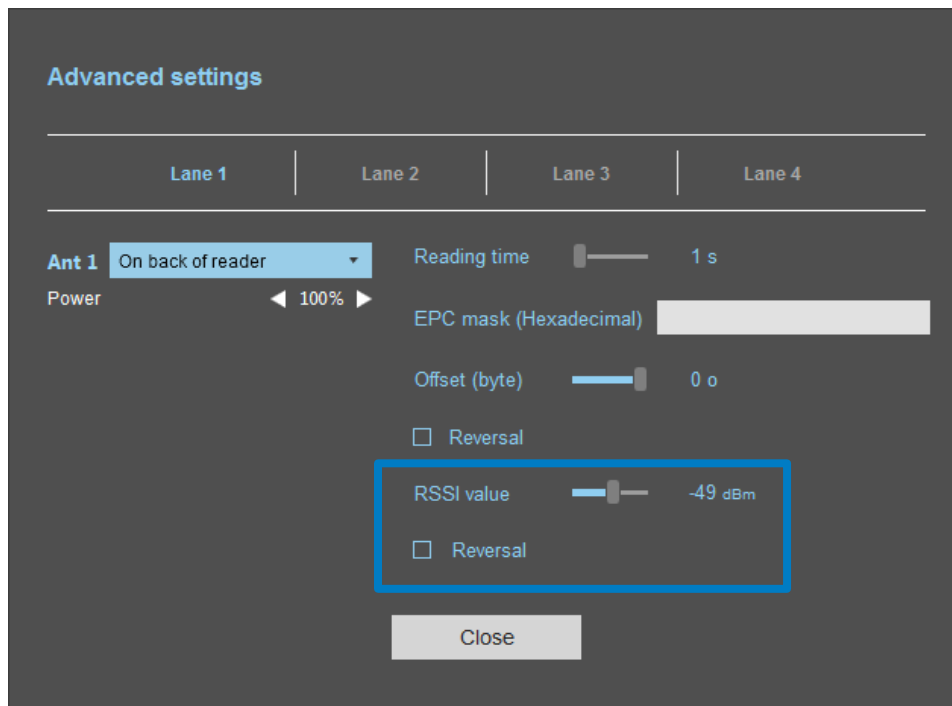 Advanced settings
Lane 1
Lane 2
Lane 3
Lane 4
Ant 1 On back of reader
Power 100%
Reading time 1 s
EPC mask (Hexadecimal)
Offset (byte) 0 o
Reversal
RSSI value -49 dBm
Reversal
Close